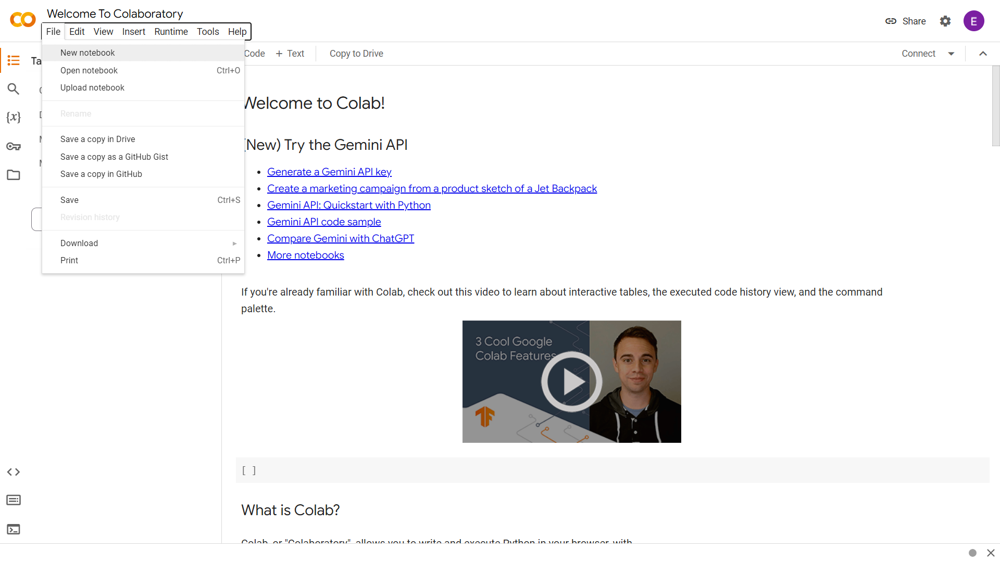 Welcome To Colaboratory
File Edit View Insert Runtime Tools Help
Share
E
New notebook
Open notebook Ctrl+O
Upload notebook
Rename
Save a copy in Drive
Save a copy as a GitHub Gist
Save a copy in GitHub
Save Ctrl+S
Revision history
Download
Print Ctrl+P
Code + Text Copy to Drive
Connect
{x}
Welcome to Colab!
(New) Try the Gemini API
• Generate a Gemini API key
• Create a marketing campaign from a product sketch of a Jet Backpack
• Gemini API: Quickstart with Python
• Gemini API code sample
• Compare Gemini with ChatGPT
• More notebooks
If you're already familiar with Colab, check out this video to learn about interactive tables, the executed code history view, and the command
palette.
3 Cool Google
Colab Features
[ ]
What is Colab?
Colab, or "Colaboratory", allows you to write and execute Python in your browser, with